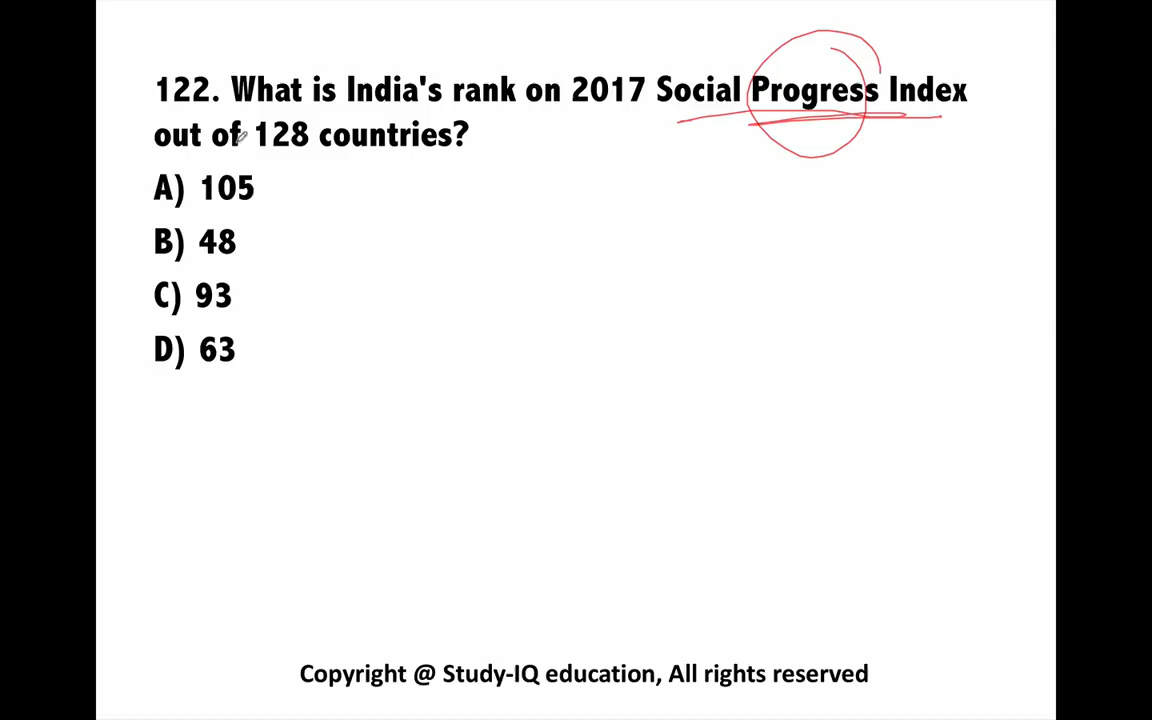 122. What is India's rank on 2017 Social Progress Index
out of 128 countries?
A) 105
B) 48
C) 93
D) 63
Copyright @ Study-IQ education, All rights reserved